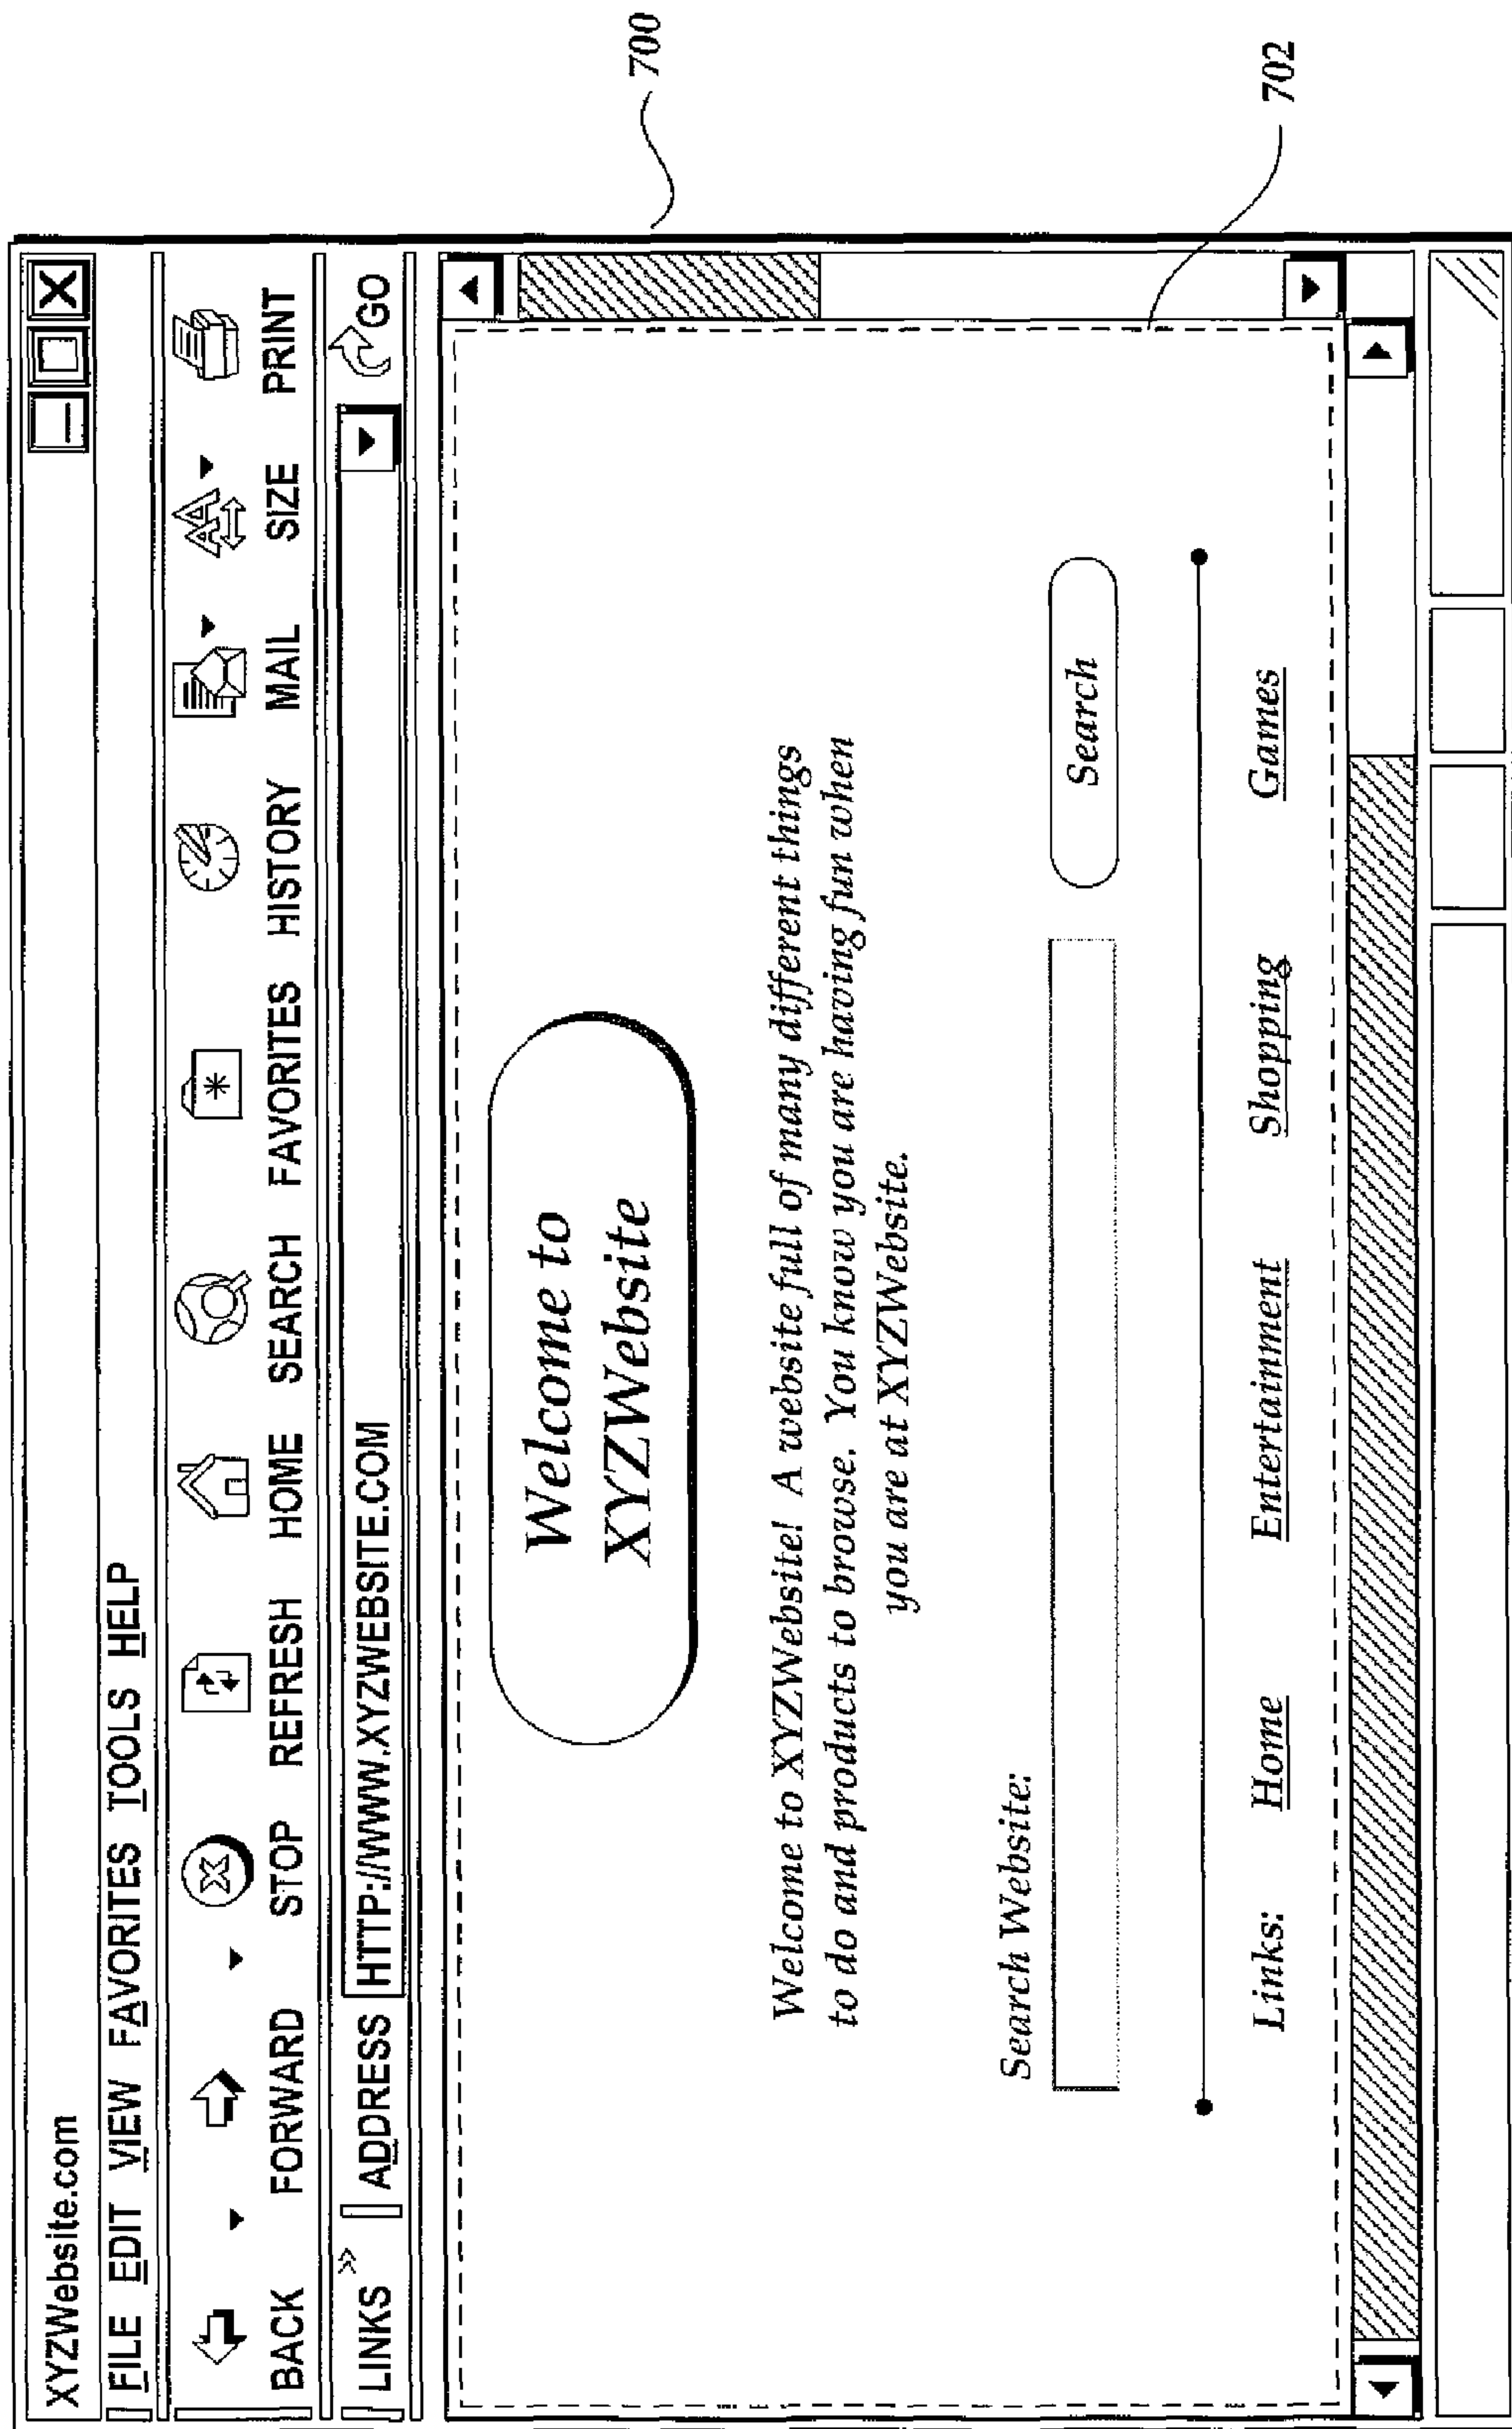 XYZWebsite.com
FILE EDIT VIEW FAVORITES TOOLS HELP
BACK FORWARD STOP REFRESH HOME SEARCH FAVORITES HISTORY MAIL SIZE PRINT
LINKS » ADDRESS HTTP://WWW.XYZWEBSITE.COM GO
Welcome to
XYZWebsite
Welcome to XYZWebsite! A website full of many different things
to do and products to browse. You know you are having fun when
you are at XYZWebsite.
Search Website:
Search
Links: Home Entertainment Shopping Games
700
702